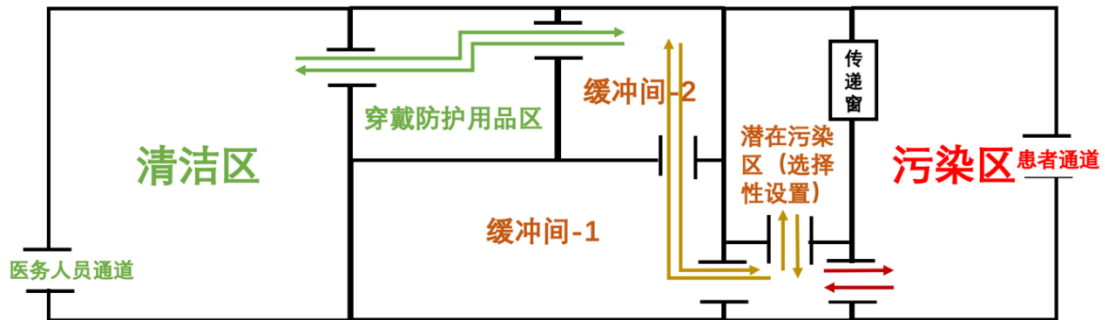 传
递
窗
缓冲间-2
穿戴防护用品区
潜在污染
区（选择
性设置）
清洁区
污染区
患者通道
缓冲间-1
医务人员通道